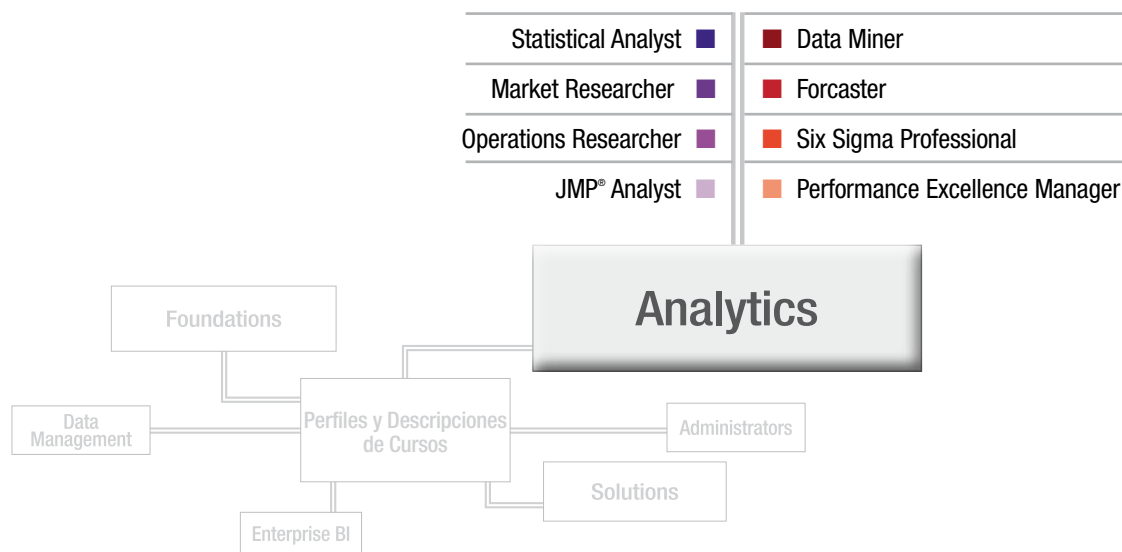 Statistical Analyst
Data Miner
Market Researcher
Forcaster
Operations Researcher
Six Sigma Professional
JMP® Analyst
Performance Excellence Manager
Analytics
Foundations
Perfiles y Descripciones
de Cursos
Data
Management
Administrators
Solutions
Enterprise BI